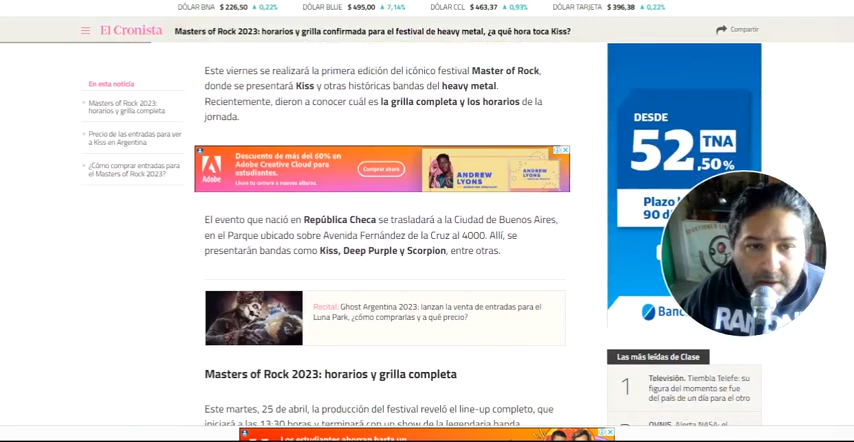 DÓLAR BNA $ 226,50 ▲ 0,22% DÓLAR BLUE $ 495,00 ▲ 7,14% DÓLAR CCL $ 463,37 ▲ 0,93% DÓLAR TARJETA $ 396,38 ▲ 0,22%
El Cronista Masters of Rock 2023: horarios y grilla confirmada para el festival de heavy metal, ¿a qué hora toca Kiss? Compartir
En esta noticia
Masters of Rock 2023:
horarios y grilla completa
Precio de las entradas para ver
a Kiss en Argentina
¿Cómo comprar entradas para
el Masters of Rock 2023?
Este viernes se realizará la primera edición del icónico festival Master of Rock,
donde se presentará Kiss y otras históricas bandas del heavy metal.
Recientemente, dieron a conocer cuál es la grilla completa y los horarios de la
jornada.
Adobe
Descuento de más del 60% en
Adobe Creative Cloud para
estudiantes.
Comprar ahora
ANDREW
LYONS
El evento que nació en República Checa se trasladará a la Ciudad de Buenos Aires,
en el Parque ubicado sobre Avenida Fernández de la Cruz al 4000. Allí, se
presentarán bandas como Kiss, Deep Purple y Scorpion, entre otras.
Recital. Ghost Argentina 2023: lanzan la venta de entradas para el
Luna Park, ¿cómo comprarlas y a qué precio?
Masters of Rock 2023: horarios y grilla completa
Este martes, 25 de abril, la producción del festival reveló el line-up completo, que
iniciará a las 13:30 horas y terminará con un show de la legendaria banda
DESDE
52 TNA
,50%
Plazo
90
Banc
Las más leídas de Clase
1 Televisión. Tiembla Telefe: su
figura del momento se fue
del país de un día para el otro
OVNIS. Alerta NASA: el
Los estudiantes ahorran hasta un